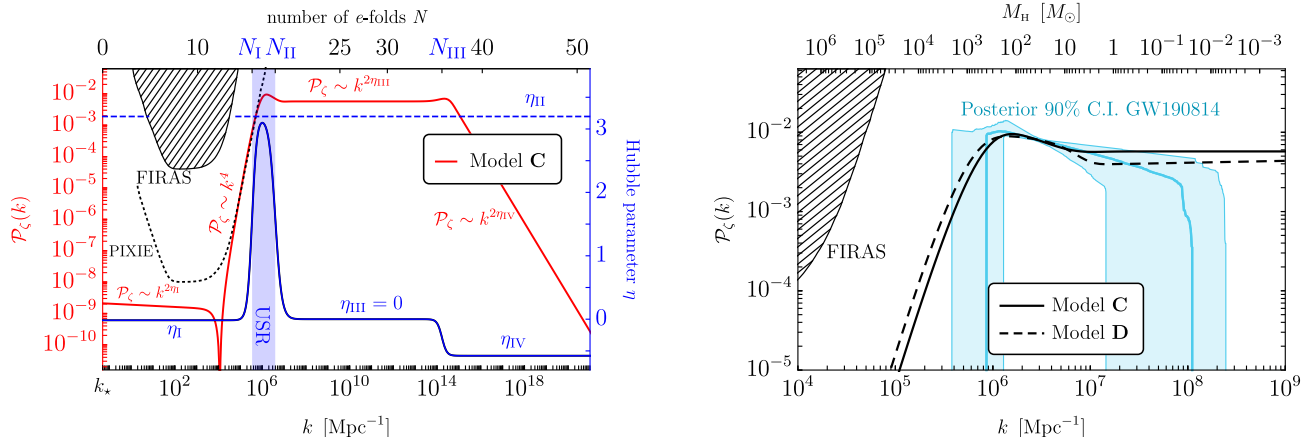 number of e-folds N
0 10 N_I N_II 25 30 N_III 40 50
10^-2
10^-3
10^-4
10^-5
10^-6
10^-7
10^-8
10^-9
10^-10
P_ζ(k)
P_ζ ∼ k^{2η_III}
η_II
Model C
FIRAS
P_ζ ∼ k^A
PIXIE
P_ζ ∼ k^{2η_IV}
P_ζ ∼ k^{2η_I}
η_I
USR
η_III = 0
η_IV
3
2
1
0
Hubble parameter η
k_⋆ 10^2 10^6 10^10 10^14 10^18
k [Mpc^-1]
M_H [M_⊙]
10^6 10^5 10^4 10^3 10^2 10 1 10^-1 10^-2 10^-3
Posterior 90% C.I. GW190814
10^-2
10^-3
10^-4
10^-5
P_ζ(k)
FIRAS
Model C
Model D
10^4 10^5 10^6 10^7 10^8 10^9
k [Mpc^-1]